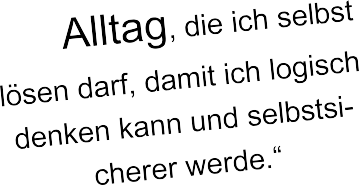 Alltag, die ich selbst
lösen darf, damit ich logisch
denken kann und selbstsi-
cherer werde.“